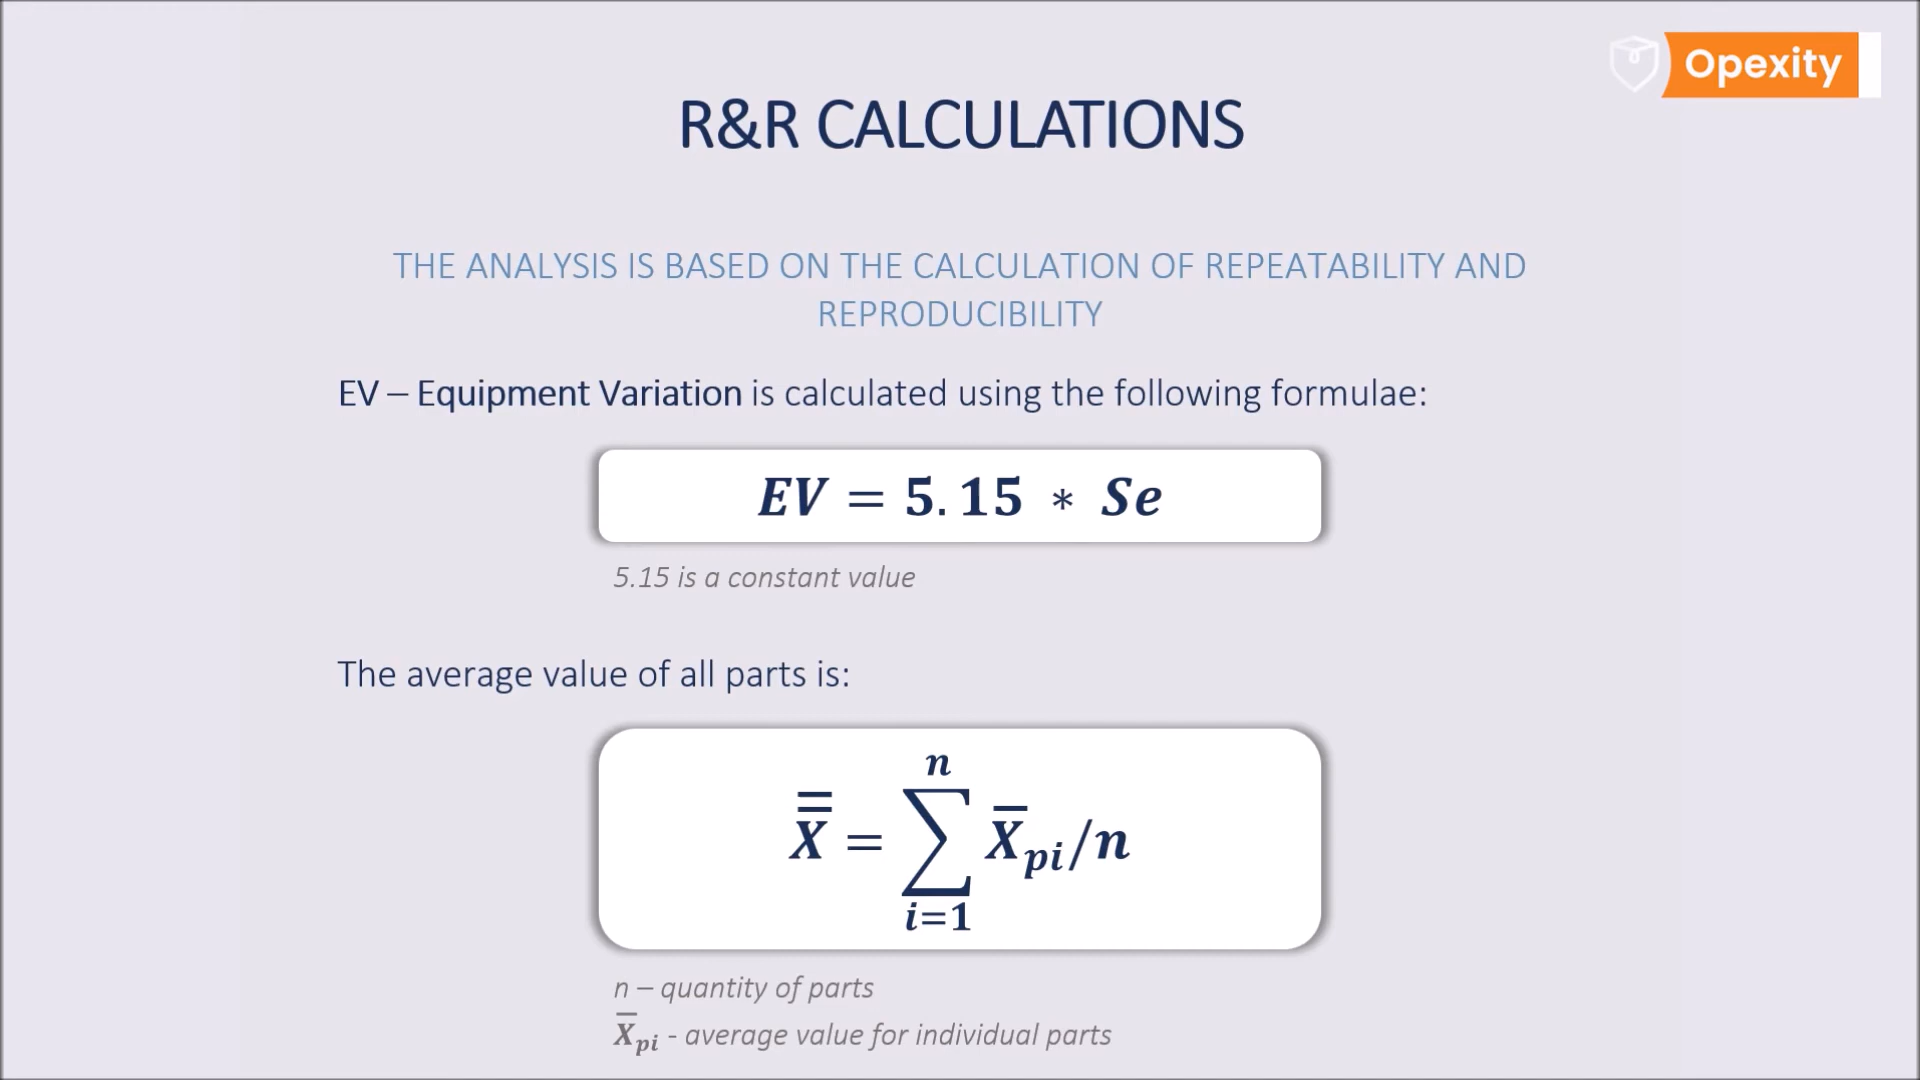 Opexity
R&R CALCULATIONS
THE ANALYSIS IS BASED ON THE CALCULATION OF REPEATABILITY AND
REPRODUCIBILITY
EV – Equipment Variation is calculated using the following formulae:
EV = 5.15 * Se
5.15 is a constant value
The average value of all parts is:
X̿ = ∑ᵢ₌₁ⁿ X̅ₚᵢ/n
n – quantity of parts
X̅ₚᵢ - average value for individual parts